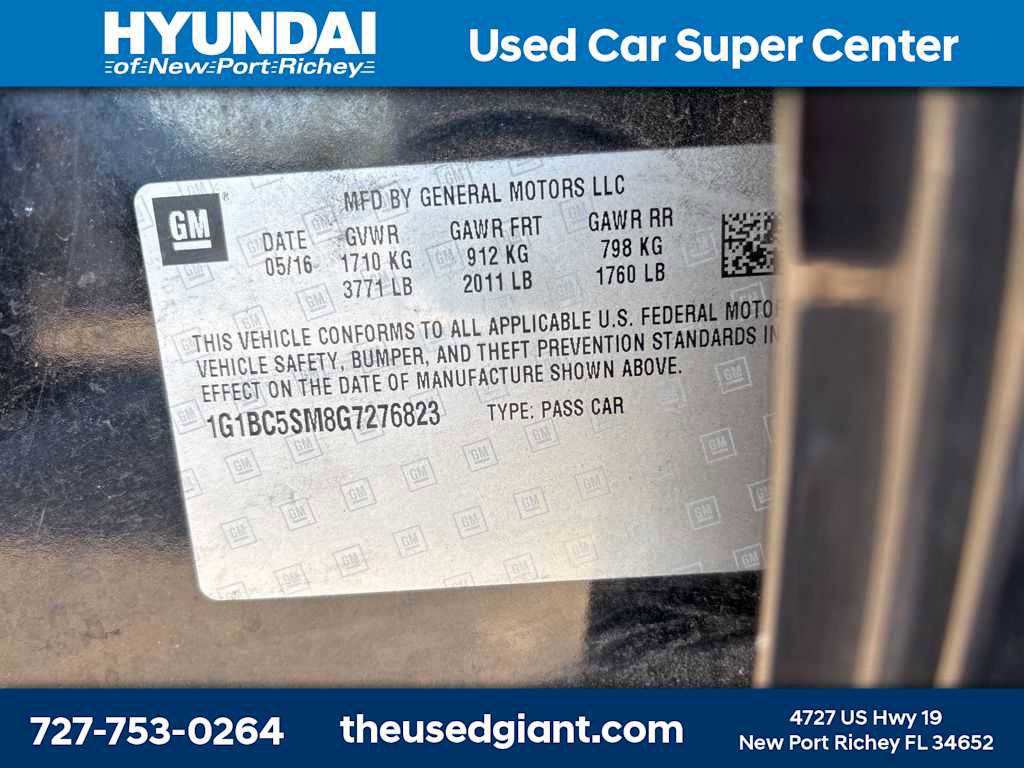 HYUNDAI
of New Port Richey
Used Car Super Center
GM
MFD BY GENERAL MOTORS LLC
DATE GVWR GAWR FRT GAWR RR
05/16 1710 KG 912 KG 798 KG
3771 LB 2011 LB 1760 LB
THIS VEHICLE CONFORMS TO ALL APPLICABLE U.S. FEDERAL MOTO
VEHICLE SAFETY, BUMPER, AND THEFT PREVENTION STANDARDS IN
EFFECT ON THE DATE OF MANUFACTURE SHOWN ABOVE.
1G1BC5SM8G7276823 TYPE: PASS CAR
727-753-0264
theusedgiant.com
4727 US Hwy 19
New Port Richey FL 34652